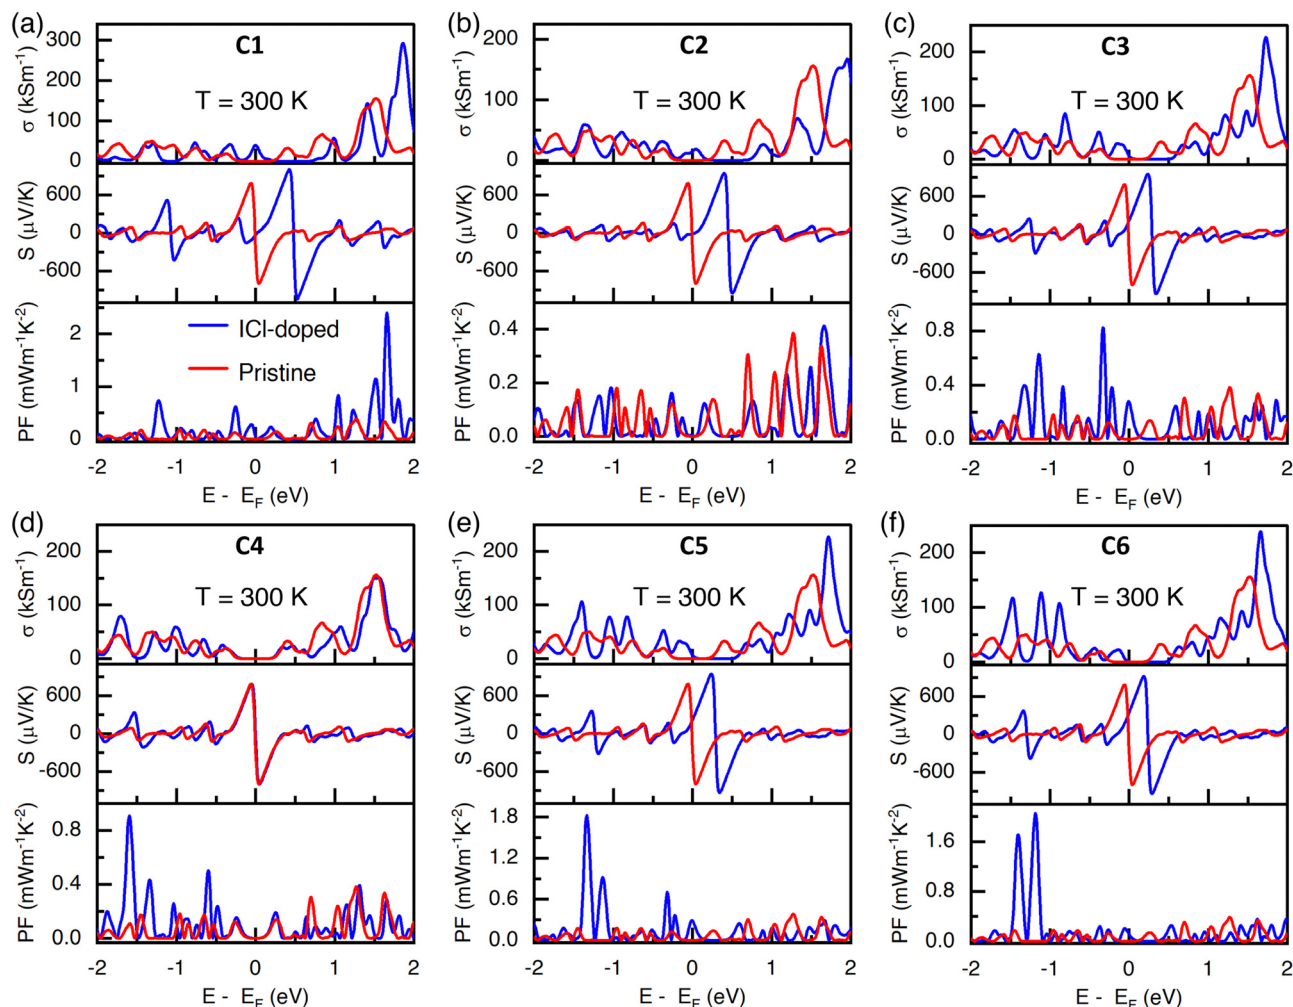 (a)
C1
T = 300 K
σ (kSm⁻¹)
300
200
100
0
S (μV/K)
600
0
-600
PF (mWm⁻¹K⁻²)
2
1
0
ICl-doped
Pristine
-2 -1 0 1 2
E - E_F (eV)
(b)
C2
T = 300 K
σ (kSm⁻¹)
200
100
0
S (μV/K)
600
0
-600
PF (mWm⁻¹K⁻²)
0.4
0.2
0.0
-2 -1 0 1 2
E - E_F (eV)
(c)
C3
T = 300 K
σ (kSm⁻¹)
200
100
0
S (μV/K)
600
0
-600
PF (mWm⁻¹K⁻²)
0.8
0.4
0.0
-2 -1 0 1 2
E - E_F (eV)
(d)
C4
T = 300 K
σ (kSm⁻¹)
200
100
0
S (μV/K)
600
0
-600
PF (mWm⁻¹K⁻²)
0.8
0.4
0.0
-2 -1 0 1 2
E - E_F (eV)
(e)
C5
T = 300 K
σ (kSm⁻¹)
200
100
0
S (μV/K)
600
0
-600
PF (mWm⁻¹K⁻²)
1.8
1.2
0.6
0.0
-2 -1 0 1 2
E - E_F (eV)
(f)
C6
T = 300 K
σ (kSm⁻¹)
200
100
0
S (μV/K)
600
0
-600
PF (mWm⁻¹K⁻²)
1.6
0.8
0.0
-2 -1 0 1 2
E - E_F (eV)